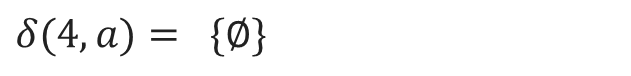 𝛿(4, 𝑎) = {∅}